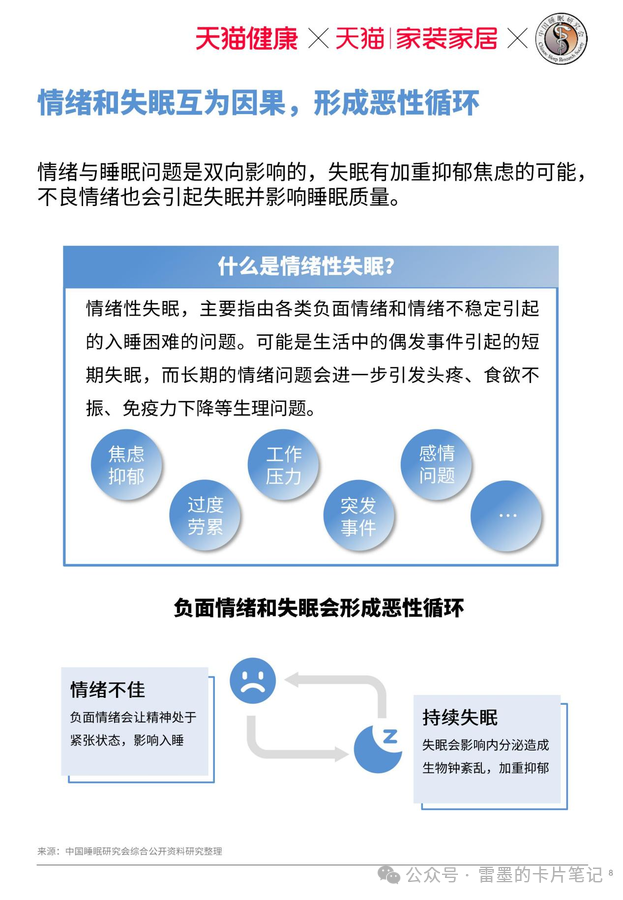 天猫健康 × 天猫|家装家居 ×
情绪和失眠互为因果，形成恶性循环
情绪与睡眠问题是双向影响的，失眠有加重抑郁焦虑的可能，
不良情绪也会引起失眠并影响睡眠质量。
什么是情绪性失眠？
情绪性失眠，主要指由各类负面情绪和情绪不稳定引起
的入睡困难的问题。可能是生活中的偶发事件引起的短
期失眠，而长期的情绪问题会进一步引发头疼、食欲不
振、免疫力下降等生理问题。
焦虑
抑郁
过度
劳累
工作
压力
突发
事件
感情
问题
…
负面情绪和失眠会形成恶性循环
情绪不佳
负面情绪会让精神处于
紧张状态，影响入睡
z
持续失眠
失眠会影响内分泌造成
生物钟紊乱，加重抑郁
来源：中国睡眠研究会综合公开资料研究整理
公众号 · 雷墨的卡片笔记
8